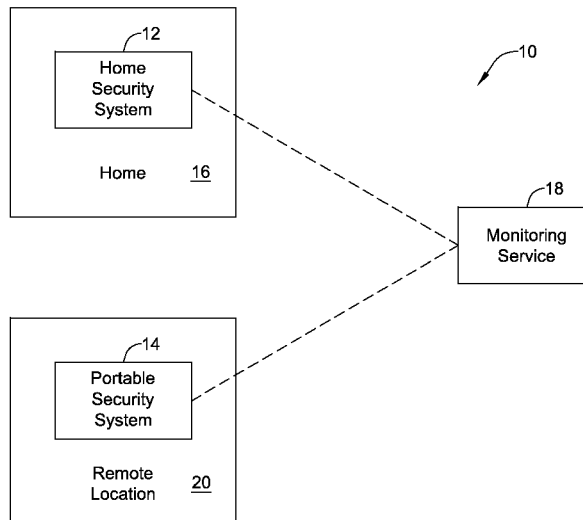 12
Home
Security
System
Home 16
10
18
Monitoring
Service
14
Portable
Security
System
Remote
Location 20